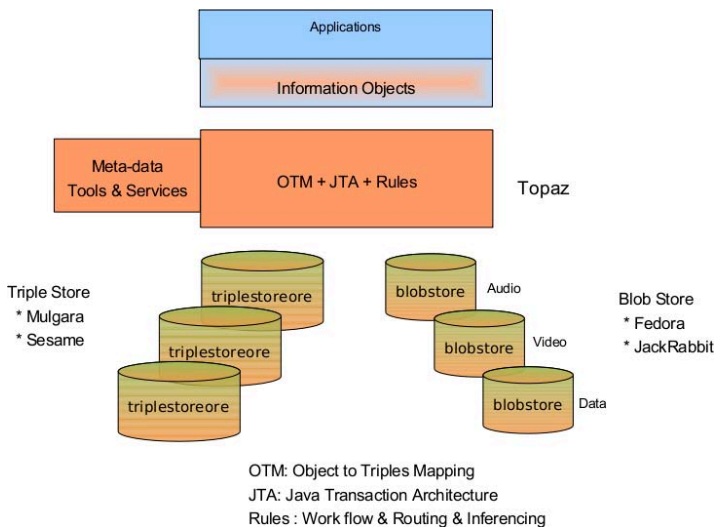 Applications
Information Objects
Meta-data
Tools & Services
OTM + JTA + Rules
Topaz
Triple Store
* Mulgara
* Sesame
triplestoreore
triplestoreore
triplestoreore
blobstore
Audio
blobstore
Video
blobstore
Data
Blob Store
* Fedora
* JackRabbit
OTM: Object to Triples Mapping
JTA: Java Transaction Architecture
Rules : Work flow & Routing & Inferencing